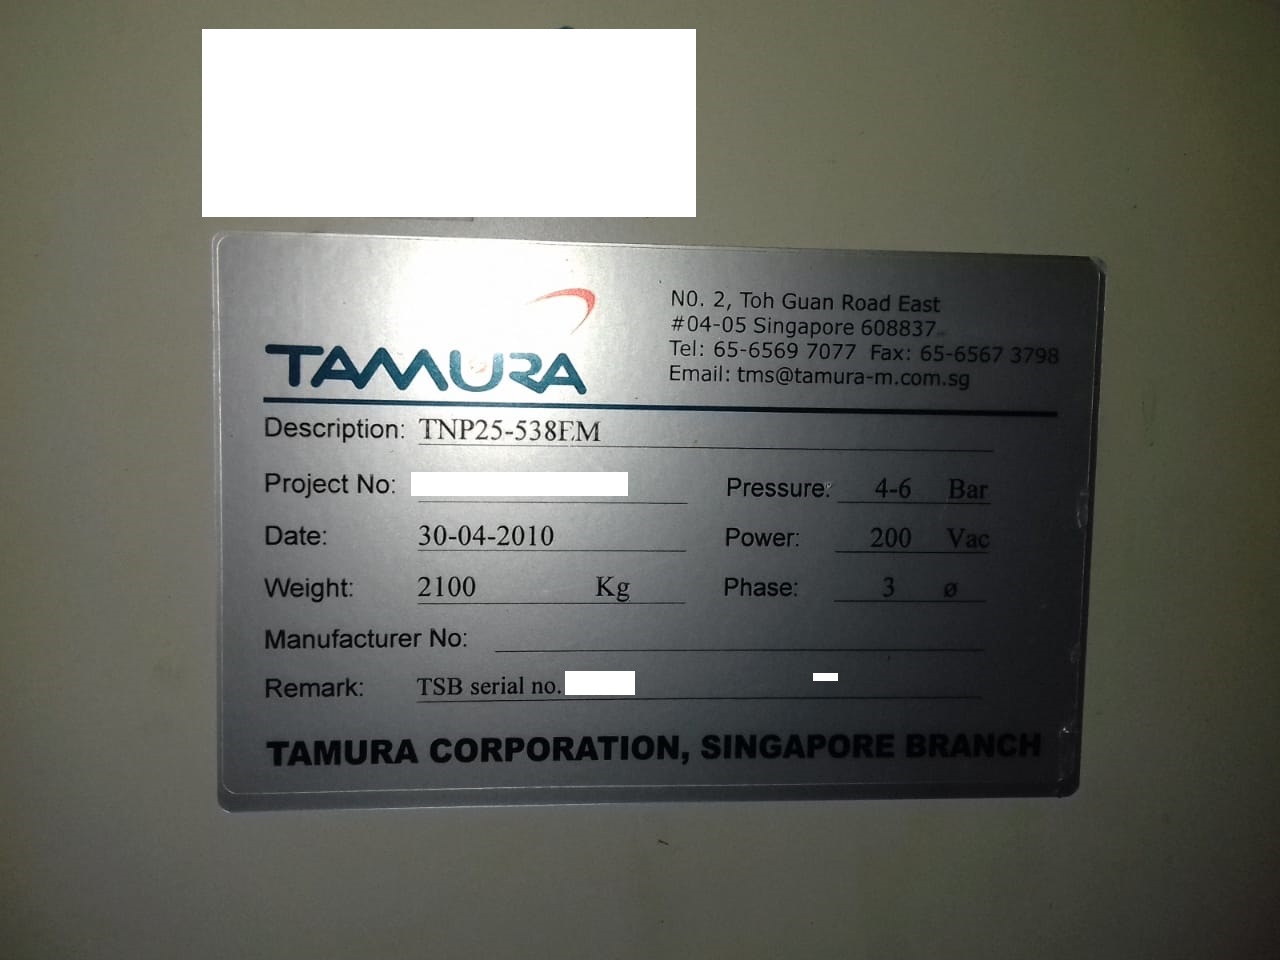 TAMURA
N0. 2, Toh Guan Road East
#04-05 Singapore 608837
Tel: 65-6569 7077 Fax: 65-6567 3798
Email: tms@tamura-m.com.sg
Description: TNP25-538EM
Project No:
Pressure: 4-6 Bar
Date: 30-04-2010
Power: 200 Vac
Weight: 2100 Kg
Phase: 3 ø
Manufacturer No:
Remark: TSB serial no.
TAMURA CORPORATION, SINGAPORE BRANCH